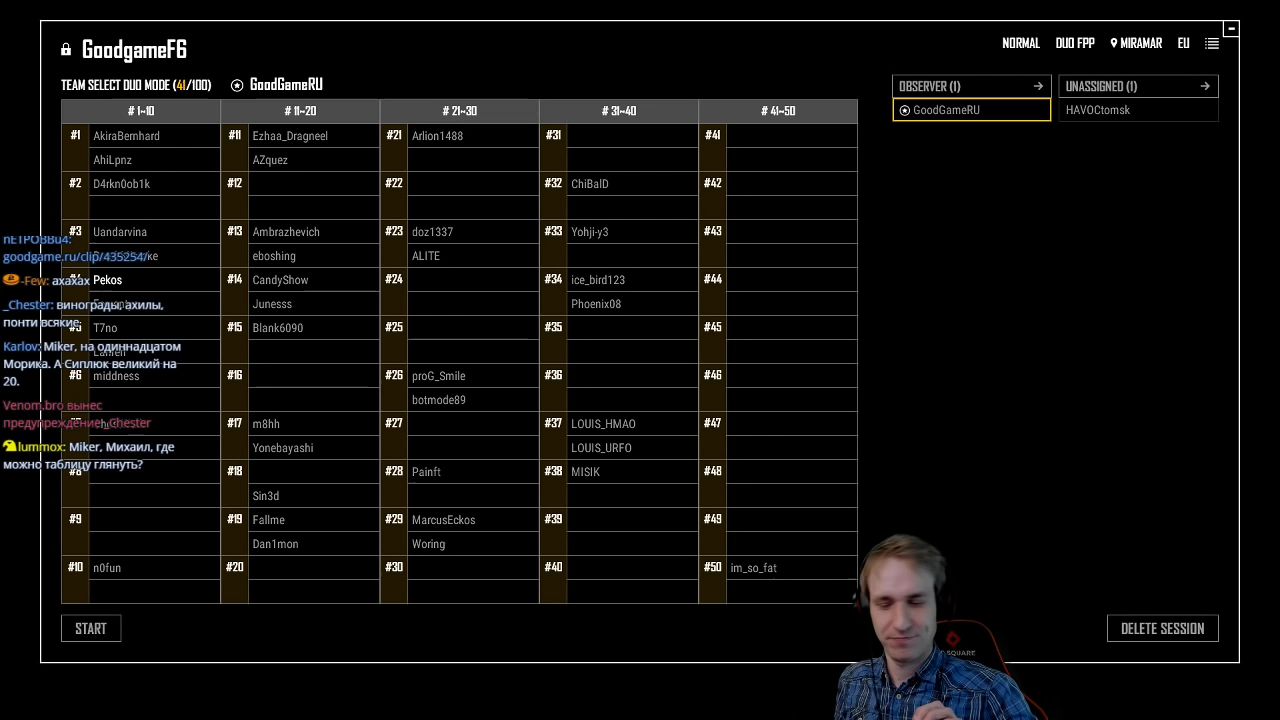 GoodgameF6
NORMAL DUO FPP MIRAMAR EU
TEAM SELECT DUO MODE (41/100) GoodGameRU
OBSERVER (1)
GoodGameRU
UNASSIGNED (1)
HAVOCtomsk
# 1~10
#1 AkiraBernhard
AhiLpnz
#2 D4rkn0ob1k
#3 Uandarvina
Pekos
#5 T7no
#6 middness
#8
#9
#10 n0fun
# 11~20
#11 Ezhaa_Dragneel
AZquez
#12
#13 Ambrazhevich
eboshing
#14 CandyShow
Junesss
#15 Blank6090
#16
#17 m8hh
Yonebayashi
#18
Sin3d
#19 Fallme
Dan1mon
#20
# 21~30
#21 Arlion1488
#22
#23 doz1337
ALITE
#24
#25
#26 proG_Smile
botmode89
#27
#28 Painft
#29 MarcusEckos
Woring
#30
# 31~40
#31
#32 ChiBalD
#33 Yohji-y3
#34 ice_bird123
Phoenix08
#35
#36
#37 LOUIS_HMAO
LOUIS_URFO
#38 MISIK
#39
#40
# 41~50
#41
#42
#43
#44
#45
#46
#47
#48
#49
#50 im_so_fat
nETPOBBu4:
goodgame.ru/clip/435254/
-Few: ахахах
_Chester: винограды, ахилы,
понти всякие.
Karlov: Miker, на одиннадцатом
Морика. А Сиплюк великий на
20.
Venom.bro вынес
предупреждение _Chester
lummox: Miker, Михаил, где
можно таблицу глянуть?
START
DELETE SESSION
SQUARE